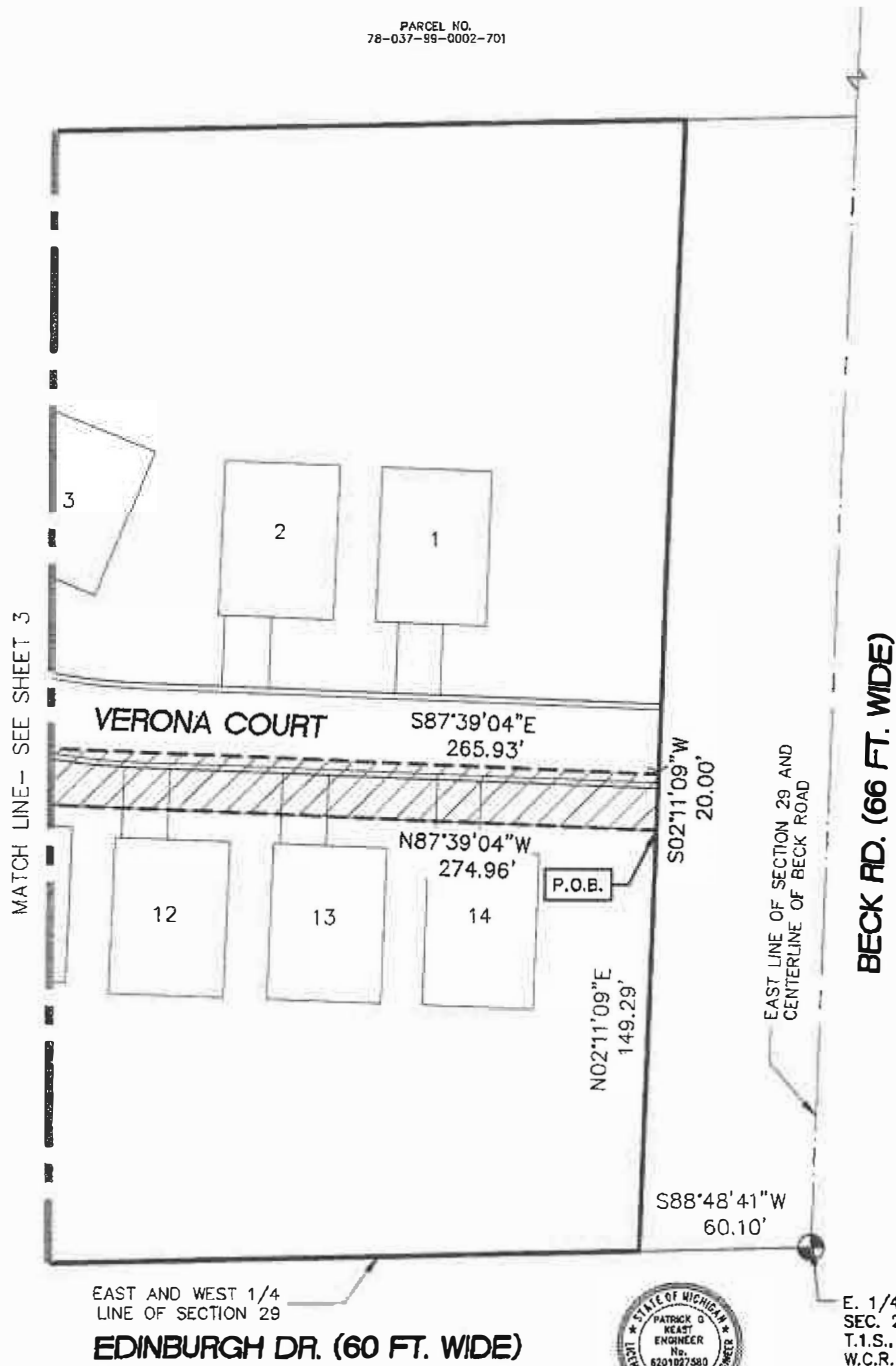 PARCEL NO.
78-037-99-0002-701
3
2
1
MATCH LINE- SEE SHEET 3
VERONA COURT
S87°39'04"E
265.93'
S02°11'09"W
20.00'
N87°39'04"W
274.96'
P.O.B.
12
13
14
N02°11'09"E
149.29'
EAST LINE OF SECTION 29 AND
CENTERLINE OF BECK ROAD
BECK RD. (66 FT. WIDE)
S88°48'41"W
60.10'
EAST AND WEST 1/4
LINE OF SECTION 29
EDINBURGH DR. (60 FT. WIDE)
STATE OF MICHIGAN
PATRICK G
KEAST
ENGINEER
No.
6201027580
E. 1/4
SEC. 2
T.1.S.,
W.C.R.